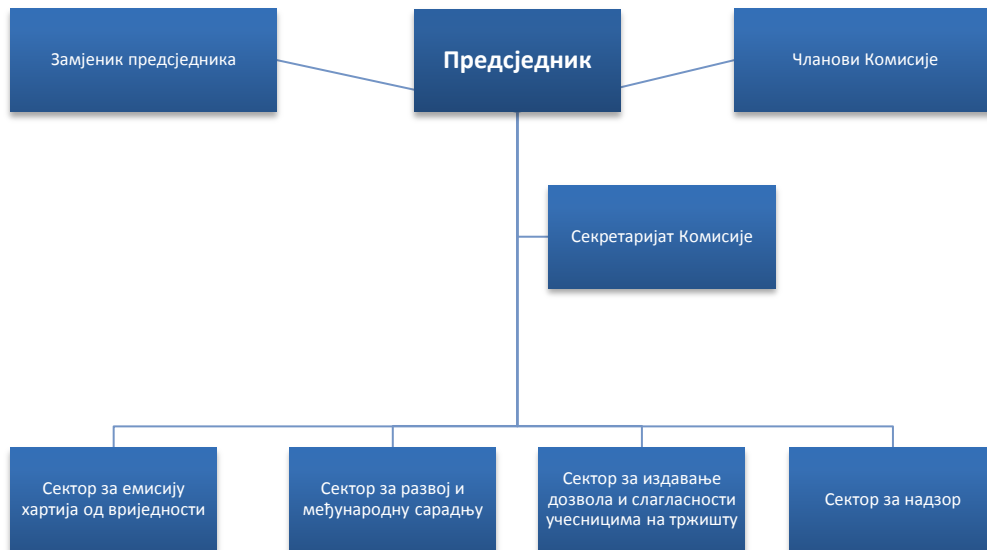 Замјеник предсједника
Предсједник
Чланови Комисије
Секретаријат Комисије
Сектор за емисију
хартија од вриједности
Сектор за развој и
међународну сарадњу
Сектор за издавање
дозвола и слагласности
учесницима на тржишту
Сектор за надзор